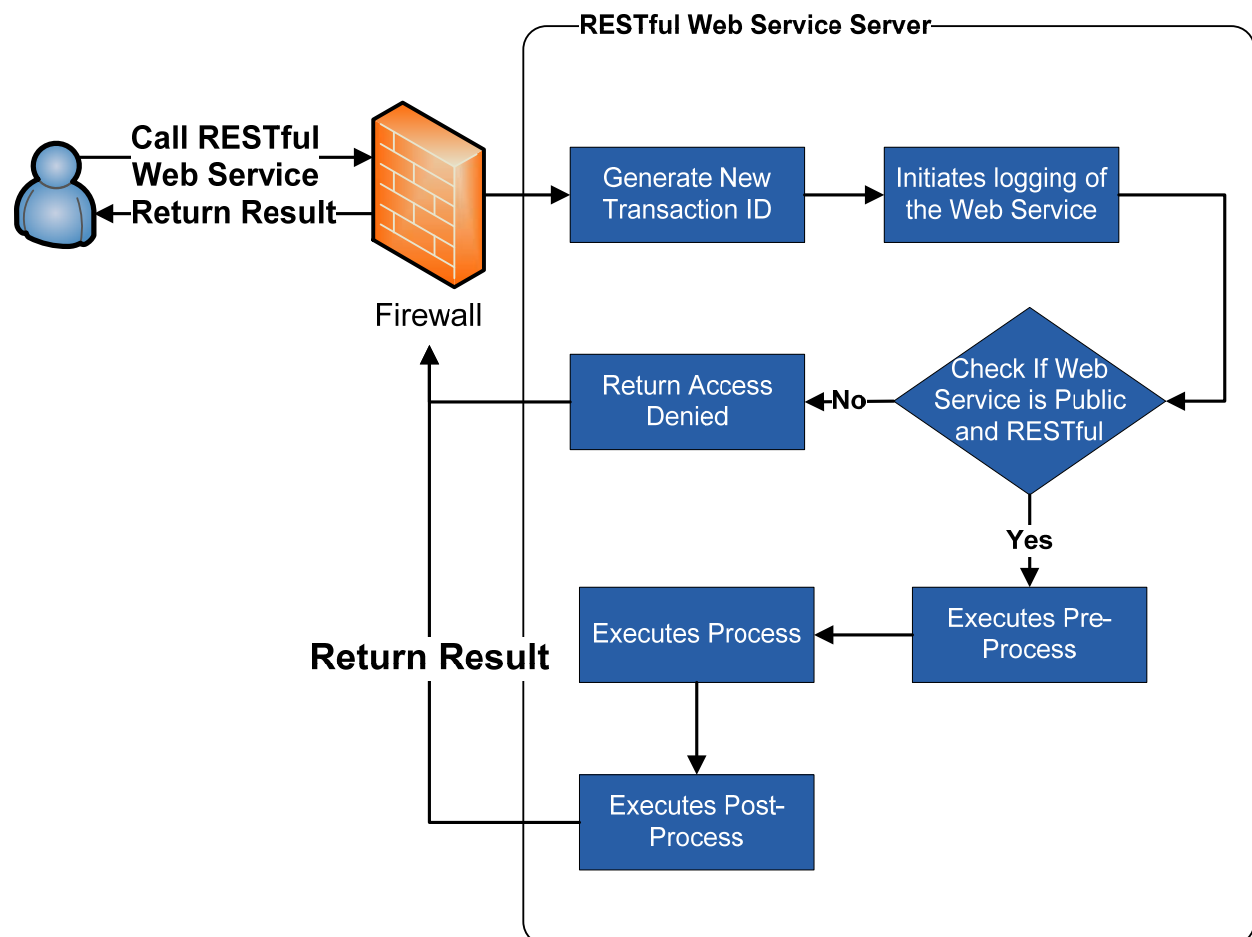 RESTful Web Service Server
Call RESTful
Web Service
Return Result
Firewall
Generate New
Transaction ID
Initiates logging of
the Web Service
Check If Web
Service is Public
and RESTful
No
Return Access
Denied
Yes
Executes Pre-
Process
Executes Process
Return Result
Executes Post-
Process